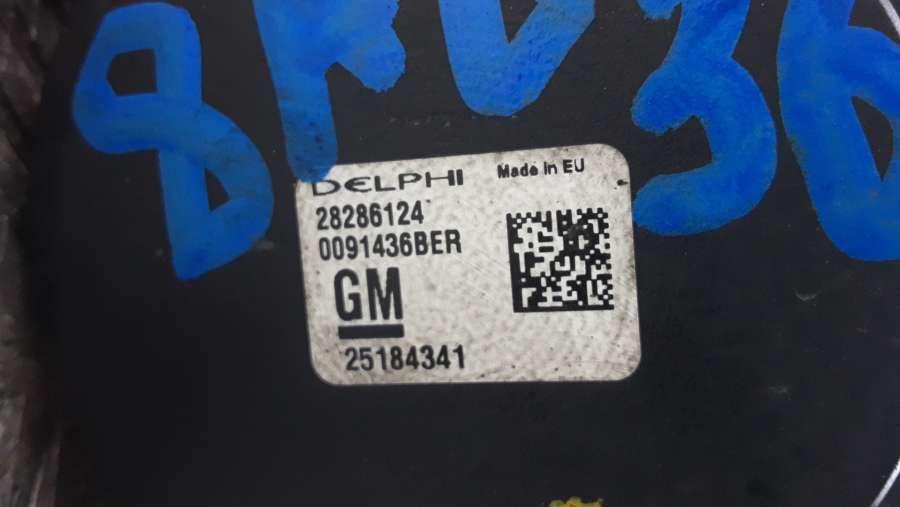 DELPHI Made in EU
28286124
0091436BER
GM
25184341